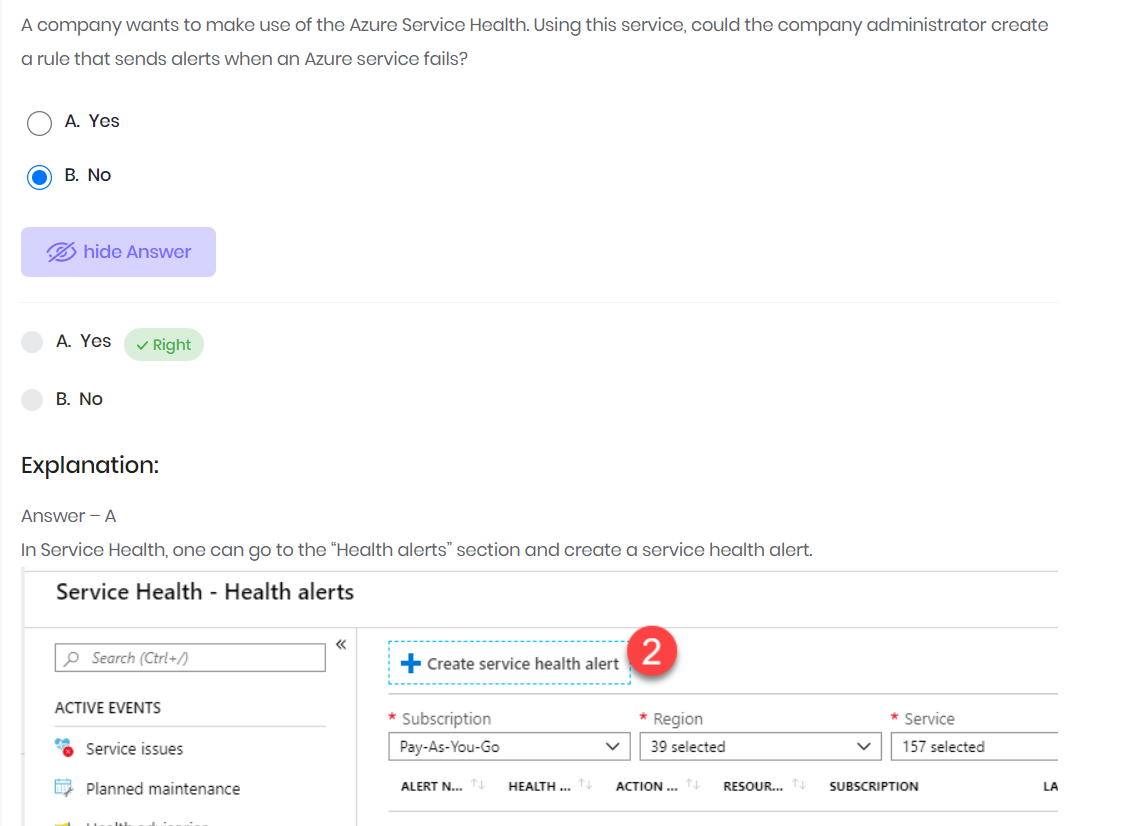 A company wants to make use of the Azure Service Health. Using this service, could the company administrator create
a rule that sends alerts when an Azure service fails?
A. Yes
B. No
hide Answer
A. Yes ✓ Right
B. No
Explanation:
Answer – A
In Service Health, one can go to the “Health alerts” section and create a service health alert.
Service Health - Health alerts
Search (Ctrl+/) «
+ Create service health alert 2
ACTIVE EVENTS
* Subscription * Region * Service
Service issues Pay-As-You-Go 39 selected 157 selected
Planned maintenance ALERT N... HEALTH ... ACTION ... RESOUR... SUBSCRIPTION LA